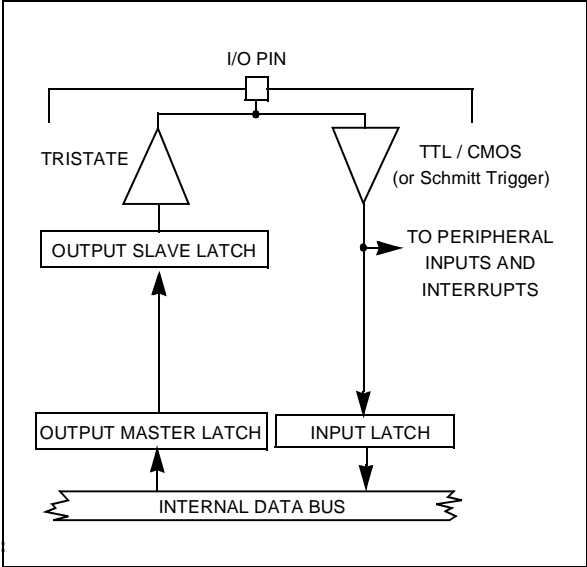 I/O PIN
TRISTATE
TTL / CMOS
(or Schmitt Trigger)
OUTPUT SLAVE LATCH
TO PERIPHERAL
INPUTS AND
INTERRUPTS
OUTPUT MASTER LATCH
INPUT LATCH
INTERNAL DATA BUS